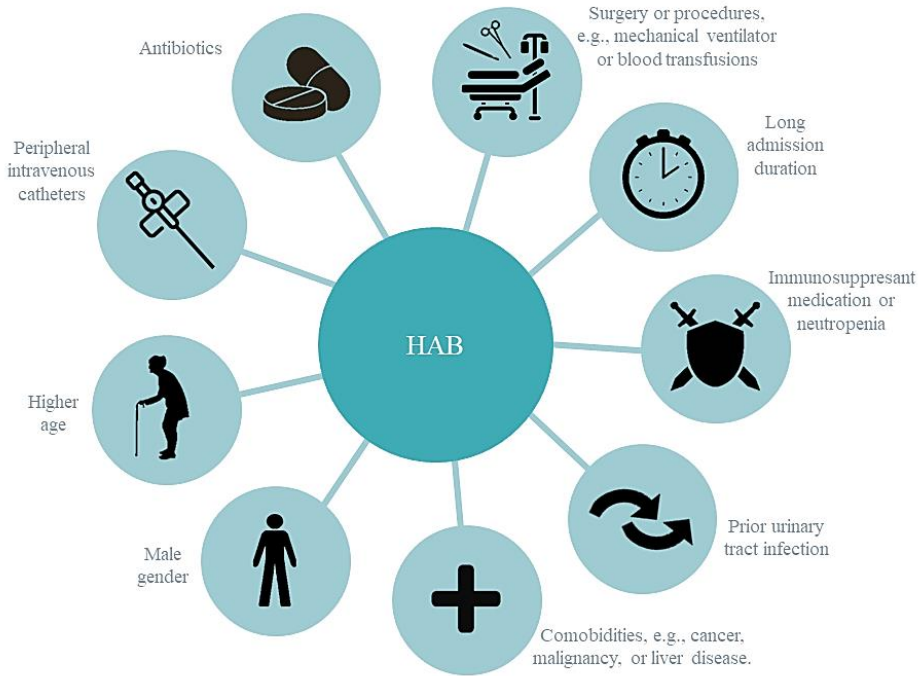 Surgery or procedures,
e.g., mechanical ventilator
or blood transfusions
Antibiotics
Long
admission
duration
Peripheral
intravenous
catheters
Immunosuppresant
medication or
neutropenia
HAB
Higher
age
Prior urinary
tract infection
Male
gender
Comobidities, e.g., cancer,
malignancy, or liver disease.